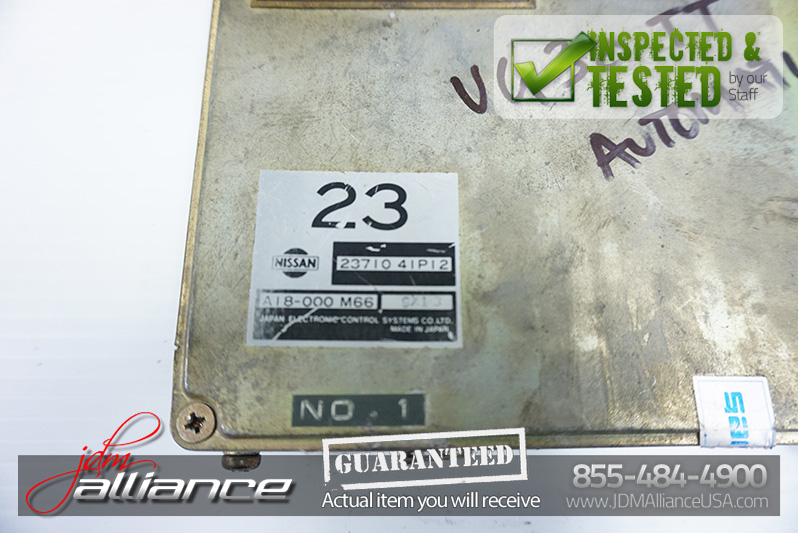 INSPECTED &
TESTED
by our
Staff
AUTOMATI
23
NISSAN
23710 41P12
A18-000 M66
JAPAN ELECTRONIC CONTROL SYSTEMS CO.LTD.
MADE IN JAPAN
NO. 1
jdm
alliance
GUARANTEED
Actual item you will receive
855-484-4900
www.JDMAllianceUSA.com